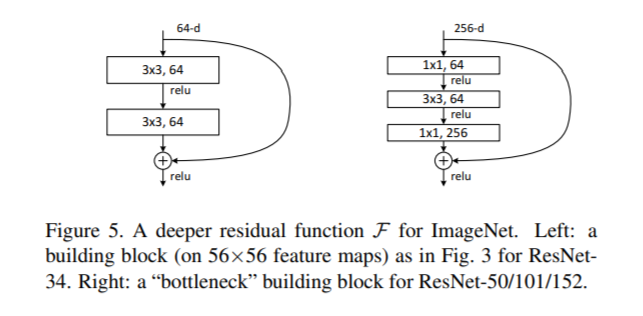 64-d
3x3, 64
relu
3x3, 64
+
relu
256-d
1x1, 64
relu
3x3, 64
relu
1x1, 256
+
relu
Figure 5. A deeper residual function F for ImageNet. Left: a
building block (on 56×56 feature maps) as in Fig. 3 for ResNet-
34. Right: a “bottleneck” building block for ResNet-50/101/152.